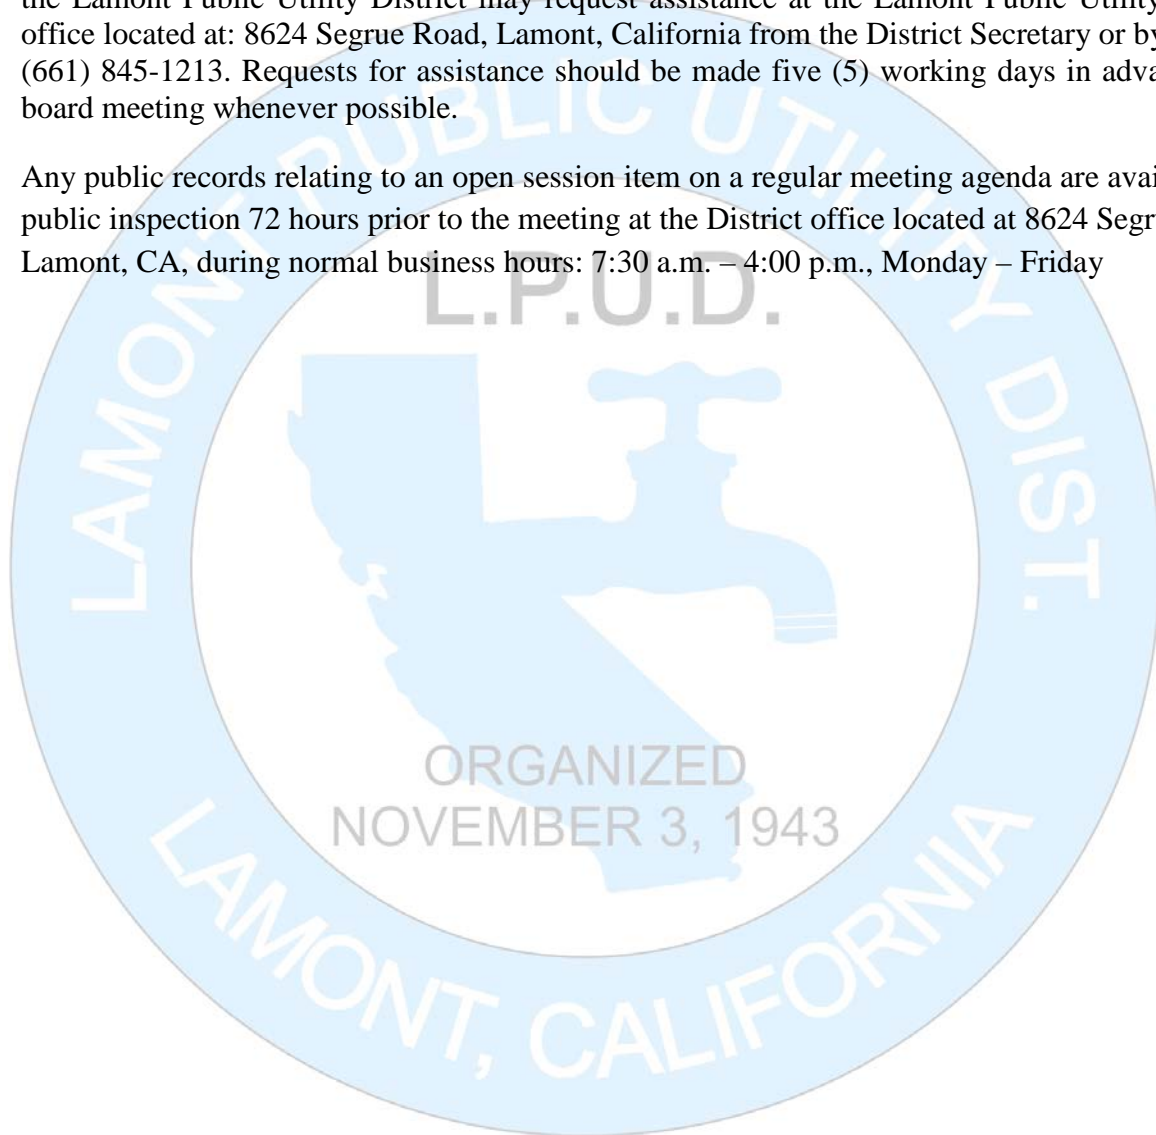 the Lamont Public Utility District may request assistance at the Lamont Public Utility
office located at: 8624 Segrue Road, Lamont, California from the District Secretary or by
(661) 845-1213. Requests for assistance should be made five (5) working days in adva
board meeting whenever possible.
Any public records relating to an open session item on a regular meeting agenda are avai
public inspection 72 hours prior to the meeting at the District office located at 8624 Segr
Lamont, CA, during normal business hours: 7:30 a.m. – 4:00 p.m., Monday – Friday
LAMONT PUBLIC UTILITY DIST.
L.P.U.D.
ORGANIZED
NOVEMBER 3, 1943
LAMONT, CALIFORNIA